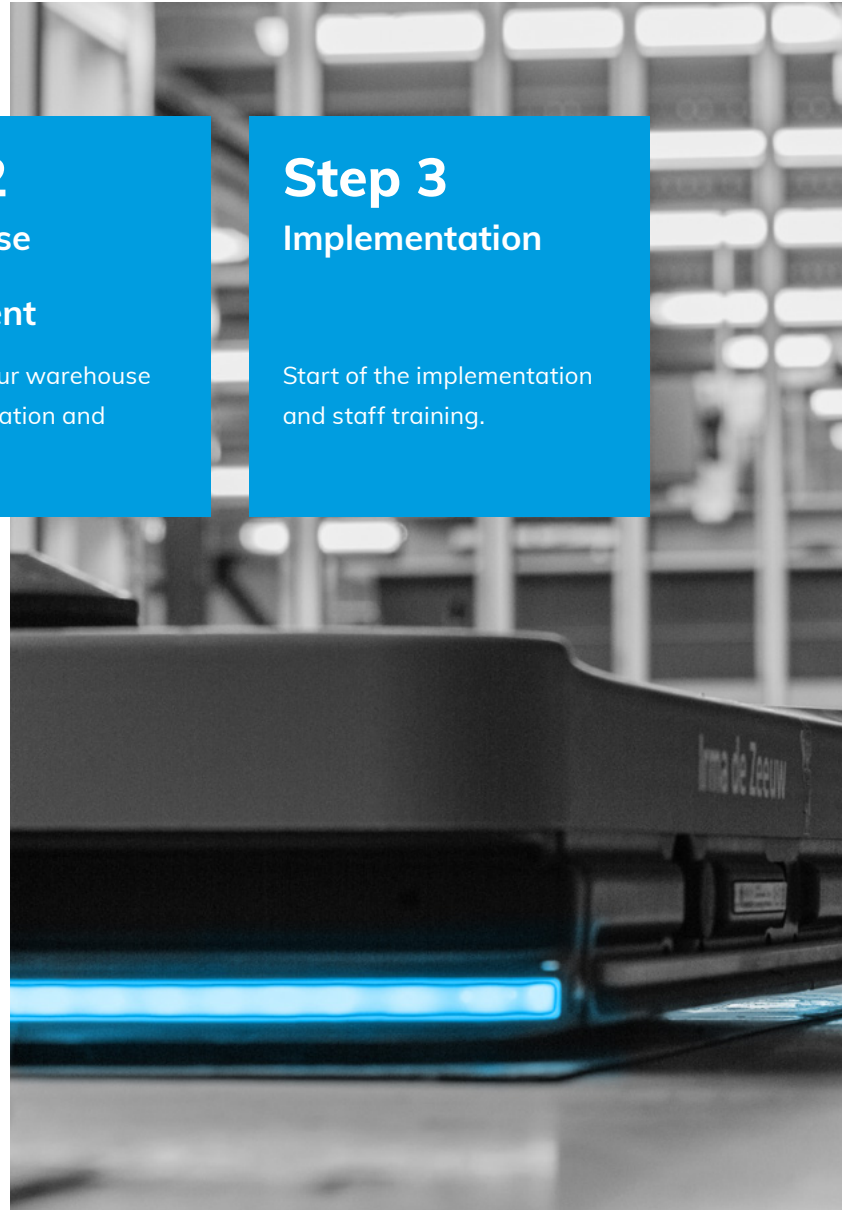 2
se
ent
ur warehouse
ation and
Step 3
Implementation
Start of the implementation
and staff training.
Irma de Zeeuw